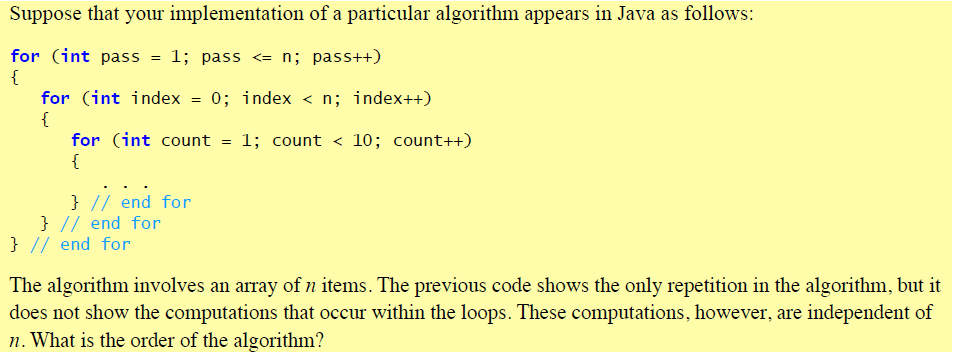 Suppose that your implementation of a particular algorithm appears in Java as follows:
for (int pass = 1; pass <= n; pass++)
{
for (int index = 0; index < n; index++)
{
for (int count = 1; count < 10; count++)
{
. . .
} // end for
} // end for
} // end for
The algorithm involves an array of n items. The previous code shows the only repetition in the algorithm, but it
does not show the computations that occur within the loops. These computations, however, are independent of
n. What is the order of the algorithm?